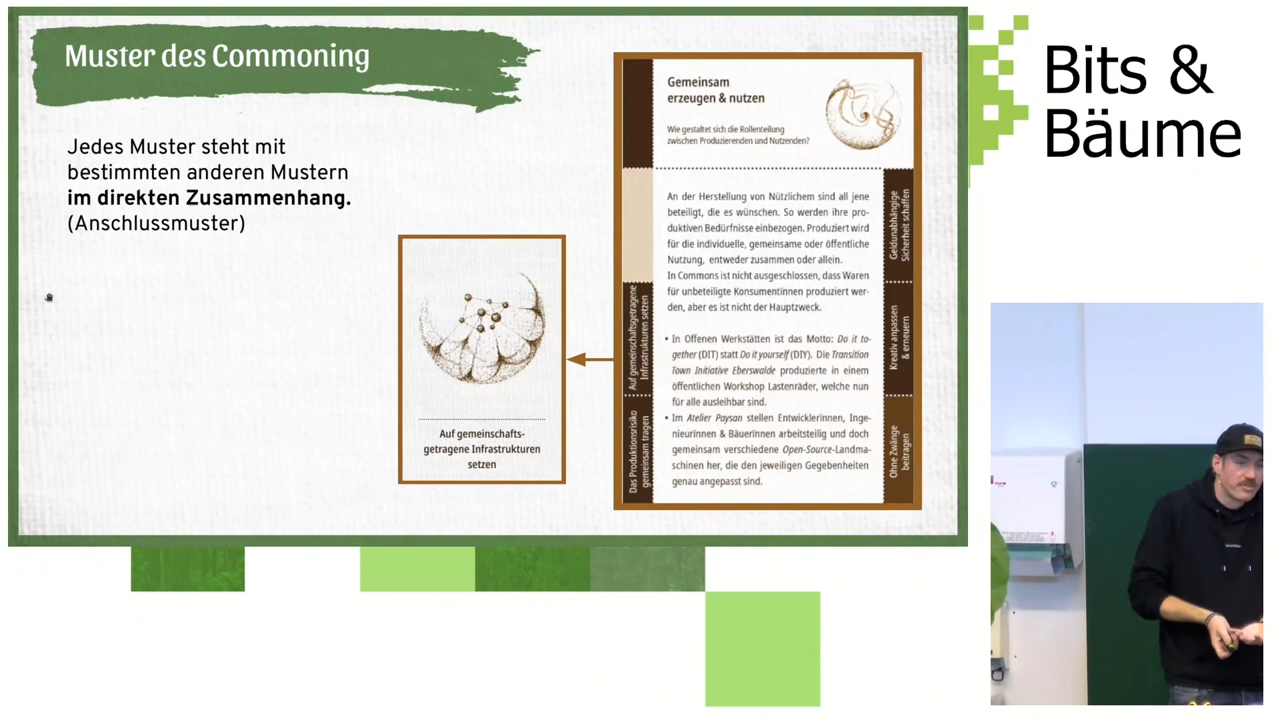 Muster des Commoning
Jedes Muster steht mit
bestimmten anderen Mustern
im direkten Zusammenhang.
(Anschlussmuster)
Auf gemeinschafts-
getragene Infrastrukturen
setzen
Gemeinsam
erzeugen & nutzen
Wie gestaltet sich die Rollenteilung
zwischen Produzierenden und Nutzenden?
An der Herstellung von Nützlichem sind all jene
beteiligt, die es wünschen. So werden ihre pro-
duktiven Bedürfnisse einbezogen. Produziert wird
für die individuelle, gemeinsame oder öffentliche
Nutzung, entweder zusammen oder allein.
In Commons ist nicht ausgeschlossen, dass Waren
für unbeteiligte Konsumentinnen produziert wer-
den, aber es ist nicht der Hauptzweck.
• In Offenen Werkstätten ist das Motto: Do it to-
gether (DIT) statt Do it yourself (DIY). Die Transition
Town Initiative Eberswalde produzierte in einem
öffentlichen Workshop Lastenräder, welche nun
für alle ausleihbar sind.
• Im Atelier Paysan stellen Entwicklerinnen, Inge-
nieurinnen & Bäuerinnen arbeitsteilig und doch
gemeinsam verschiedene Open-Source-Landma-
schinen her, die den jeweiligen Gegebenheiten
genau angepasst sind.
Auf gemeinschaftsgetragene
Infrastrukturen setzen
Das Produktionsrisiko
gemeinsam tragen
Geldunabhängige
Sicherheit schaffen
Kreativ anpassen
& erneuern
Ohne Zwänge
beitragen
Bits &
Bäume